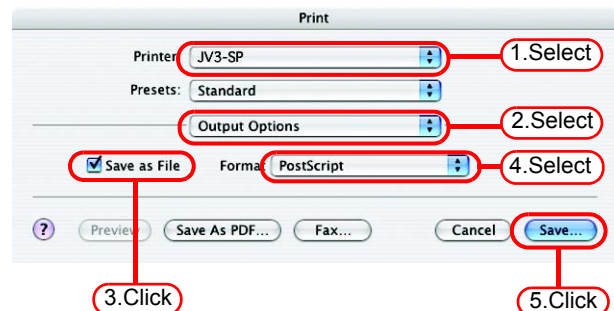 Print
Printer: JV3-SP 1.Select
Presets: Standard
Output Options 2.Select
Save as File Format: PostScript 4.Select
? Preview Save As PDF... Fax... Cancel Save...
3.Click 5.Click